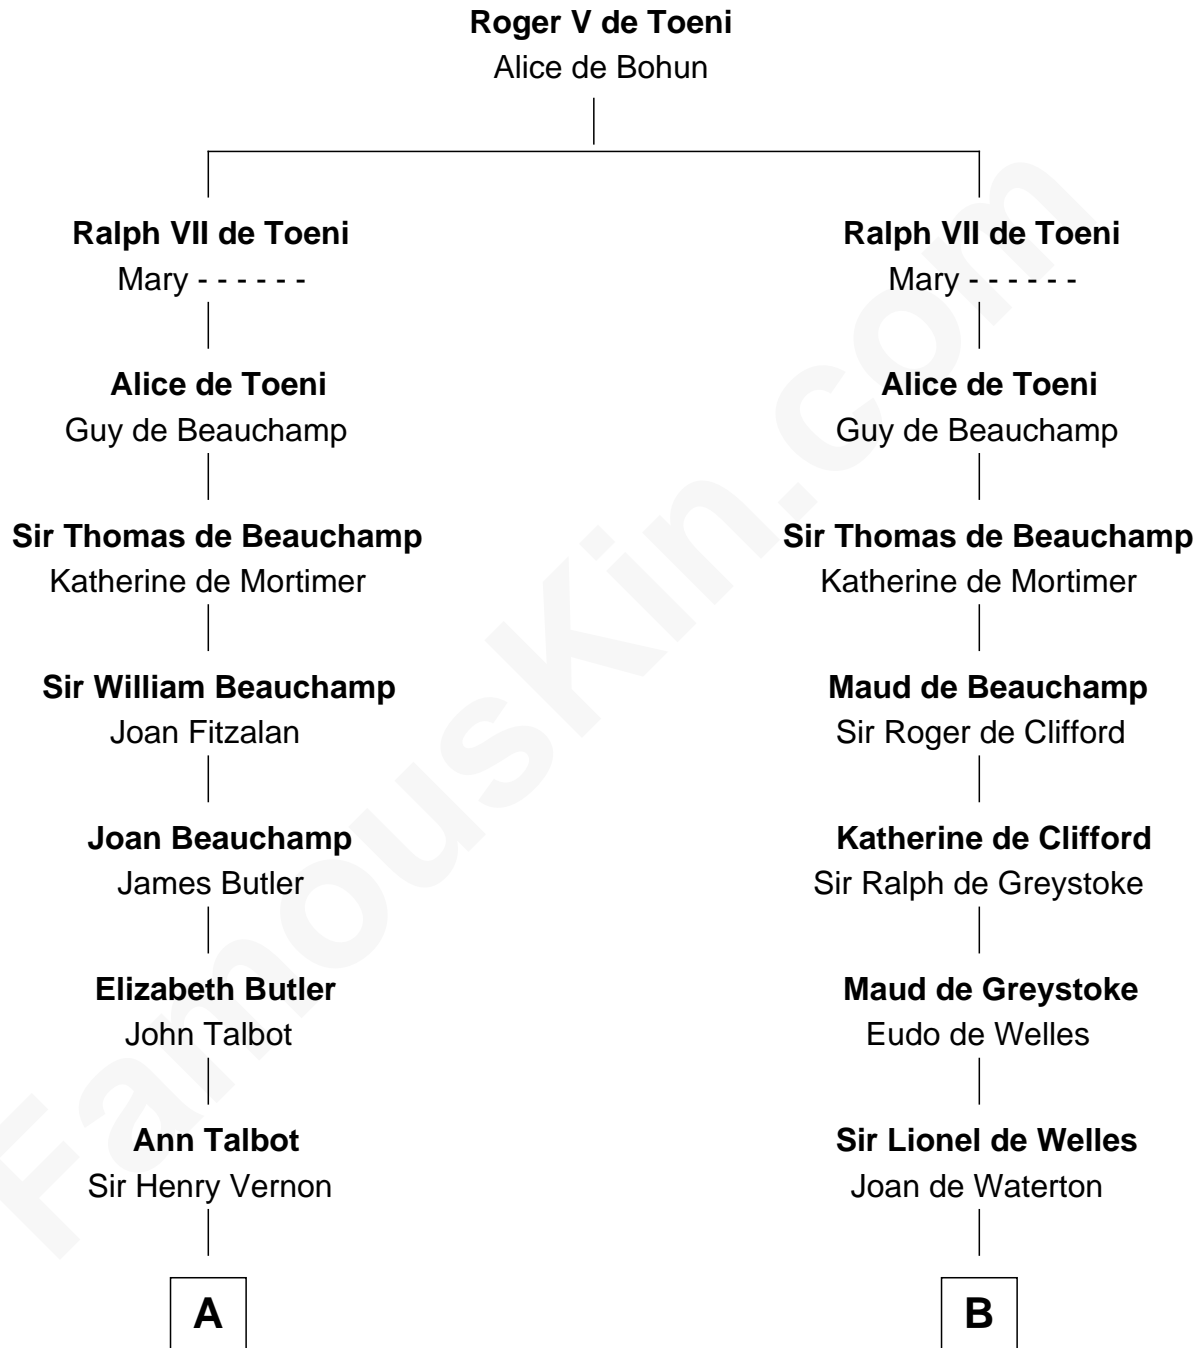 Roger V de Toeni
Alice de Bohun
Ralph VII de Toeni
Mary - - - - - -
Alice de Toeni
Guy de Beauchamp
Sir Thomas de Beauchamp
Katherine de Mortimer
Sir William Beauchamp
Joan Fitzalan
Joan Beauchamp
James Butler
Elizabeth Butler
John Talbot
Ann Talbot
Sir Henry Vernon
A
Ralph VII de Toeni
Mary - - - - - -
Alice de Toeni
Guy de Beauchamp
Sir Thomas de Beauchamp
Katherine de Mortimer
Maud de Beauchamp
Sir Roger de Clifford
Katherine de Clifford
Sir Ralph de Greystoke
Maud de Greystoke
Eudo de Welles
Sir Lionel de Welles
Joan de Waterton
B
FamousKin.com